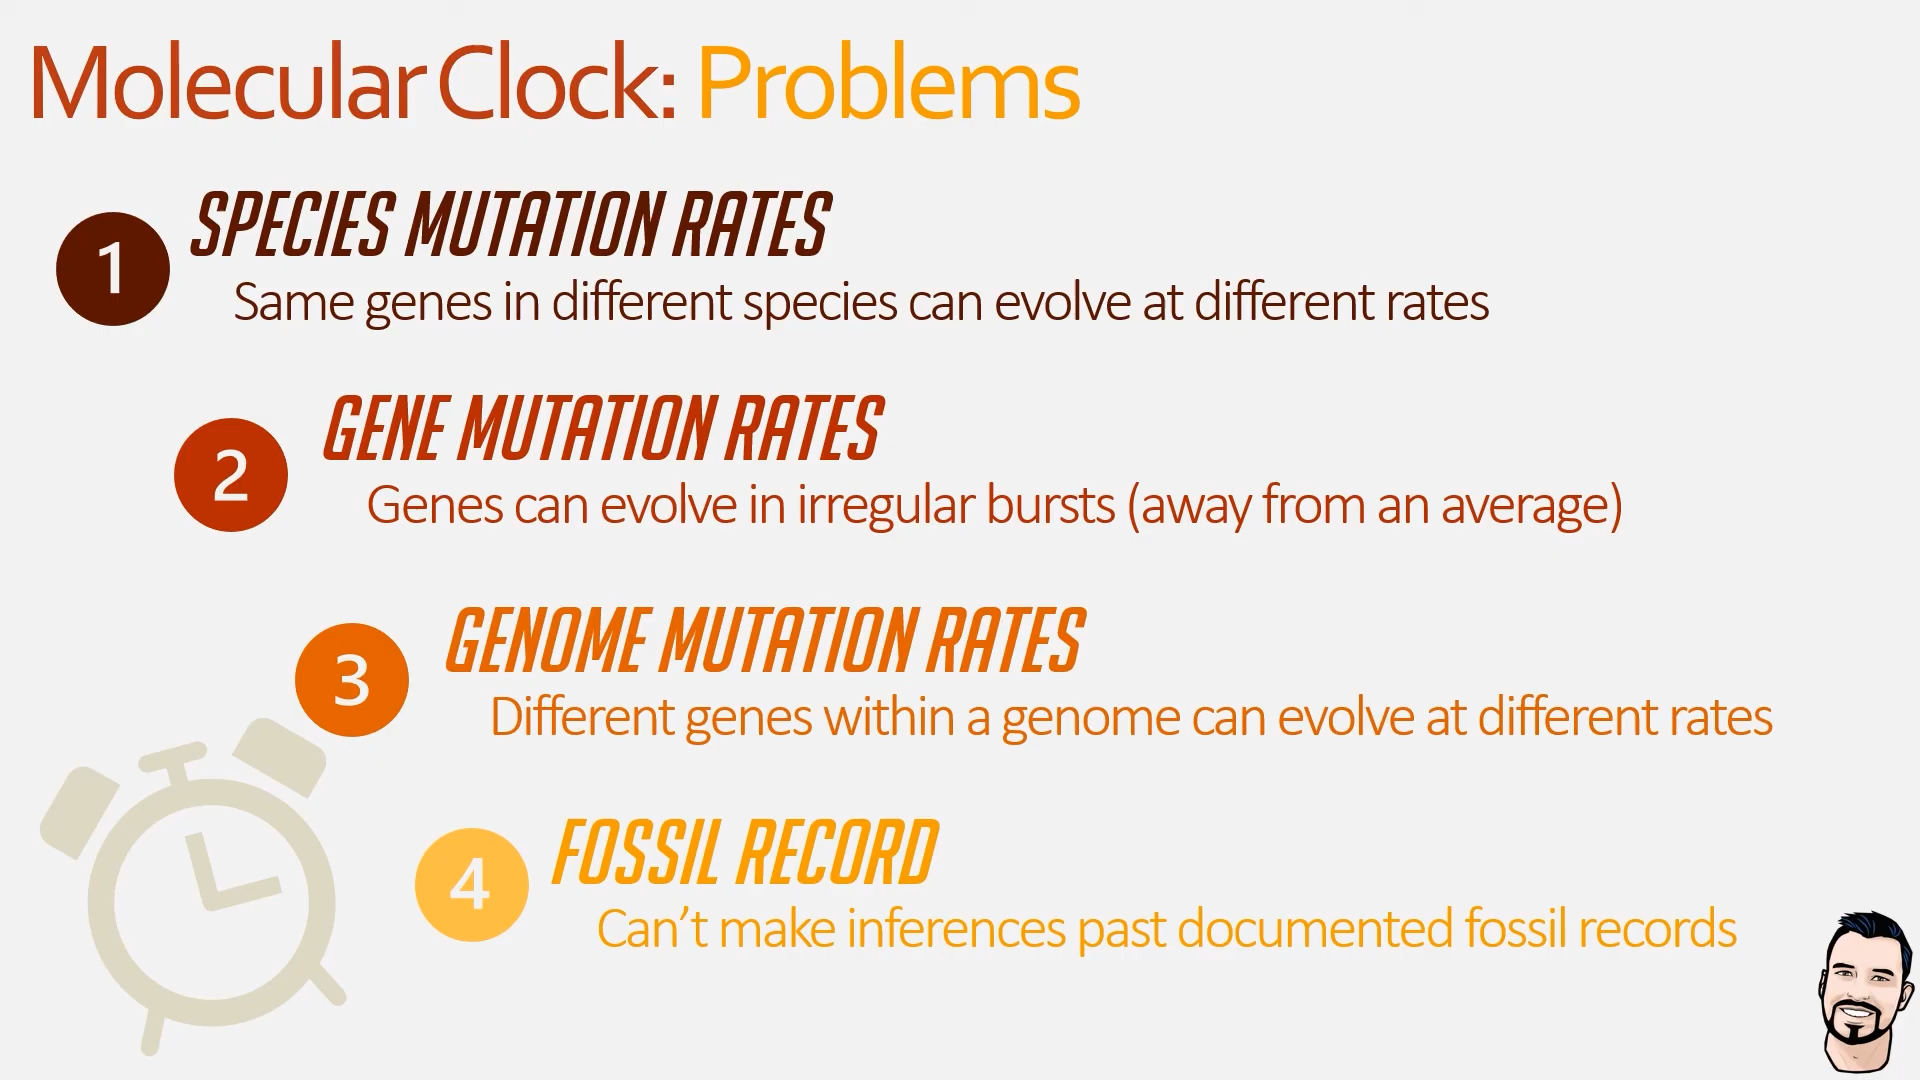 Molecular Clock: Problems
1
SPECIES MUTATION RATES
Same genes in different species can evolve at different rates
2
GENE MUTATION RATES
Genes can evolve in irregular bursts (away from an average)
3
GENOME MUTATION RATES
Different genes within a genome can evolve at different rates
4
FOSSIL RECORD
Can’t make inferences past documented fossil records